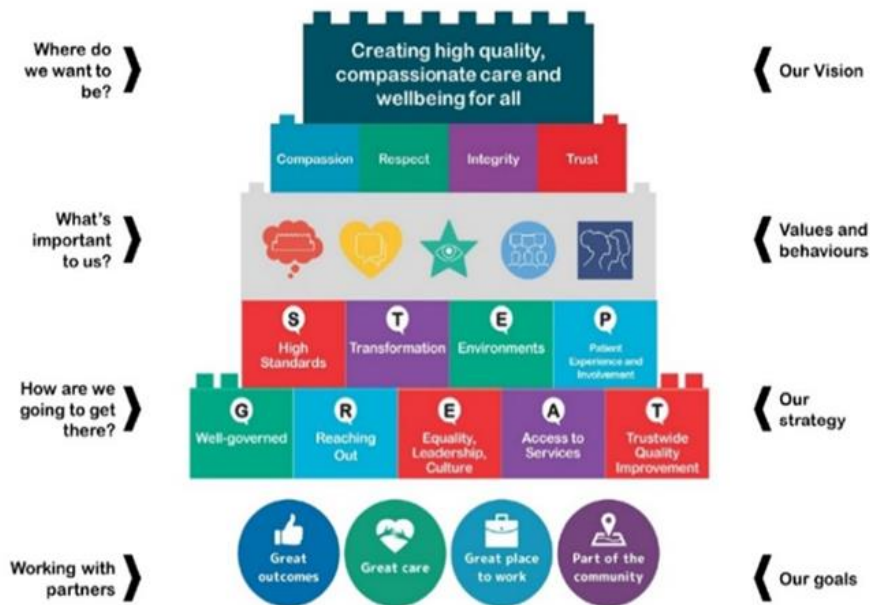 Where do
we want to
be?
Creating high quality,
compassionate care and
wellbeing for all
Our Vision
Compassion
Respect
Integrity
Trust
What's
important
to us?
Values and
behaviours
S
High
Standards
T
Transformation
E
Environments
P
Patient
Experience and
Involvement
How are we
going to get
there?
G
Well-governed
R
Reaching
Out
E
Equality,
Leadership,
Culture
A
Access to
Services
T
Trustwide
Quality
Improvement
Our
strategy
Working with
partners
Great
outcomes
Great care
Great place
to work
Part of the
community
Our goals